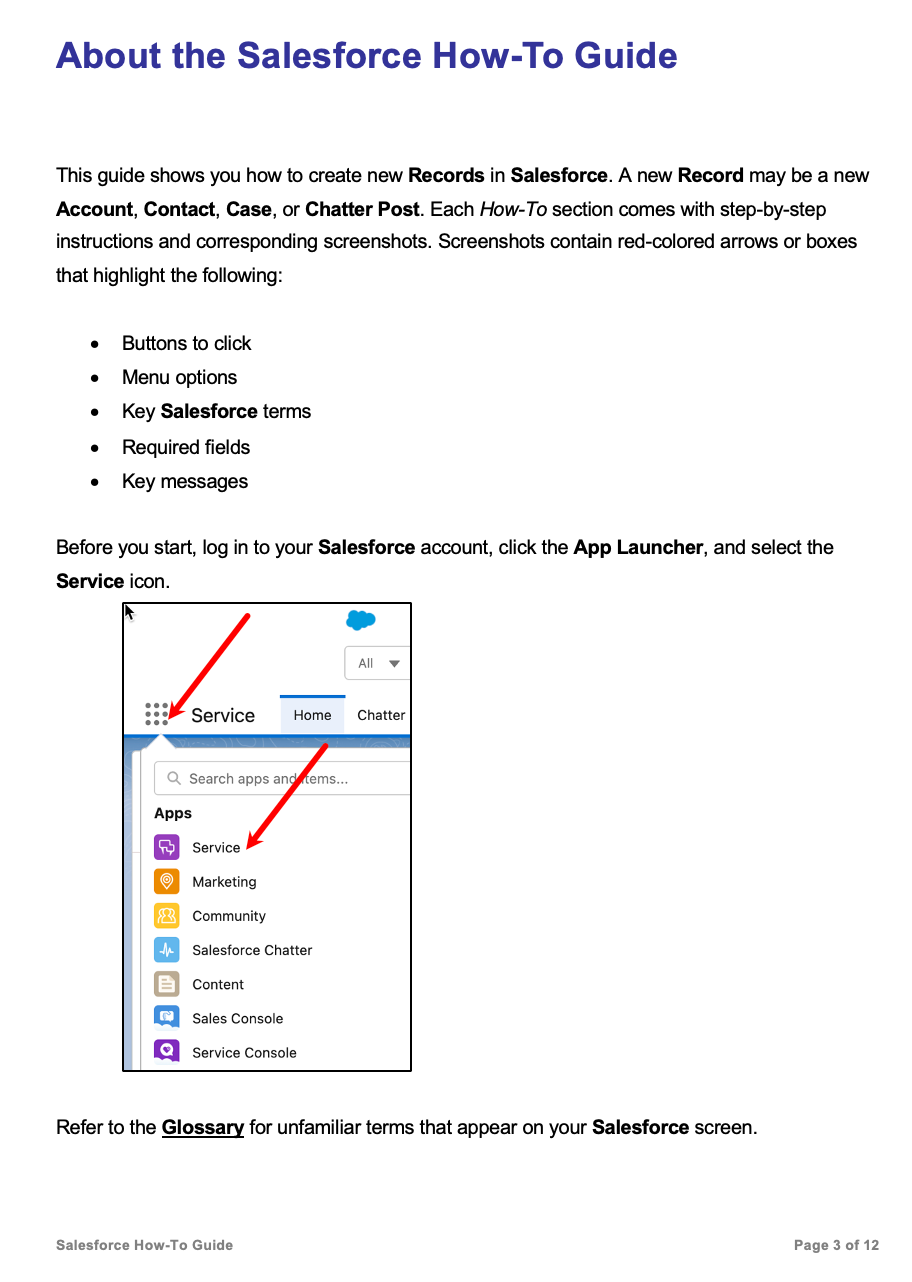 About the Salesforce How-To Guide
This guide shows you how to create new Records in Salesforce. A new Record may be a new
Account, Contact, Case, or Chatter Post. Each How-To section comes with step-by-step
instructions and corresponding screenshots. Screenshots contain red-colored arrows or boxes
that highlight the following:
• Buttons to click
• Menu options
• Key Salesforce terms
• Required fields
• Key messages
Before you start, log in to your Salesforce account, click the App Launcher, and select the
Service icon.
All
Service Home Chatter
Search apps and items...
Apps
Service
Marketing
Community
Salesforce Chatter
Content
Sales Console
Service Console
Refer to the Glossary for unfamiliar terms that appear on your Salesforce screen.
Salesforce How-To Guide Page 3 of 12